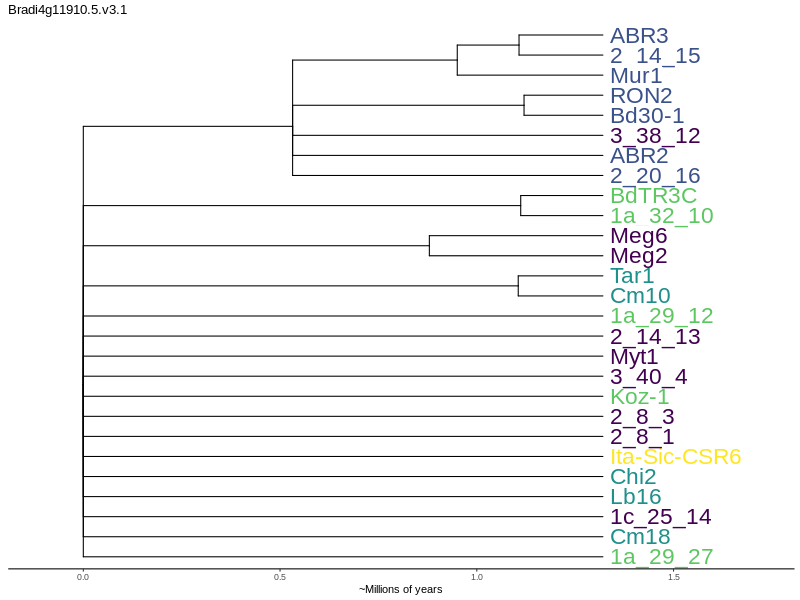 Bradi4g11910.5.v3.1
ABR3
2_14_15
Mur1
RON2
Bd30-1
3_38_12
ABR2
2_20_16
BdTR3C
1a_32_10
Meg6
Meg2
Tar1
Cm10
1a_29_12
2_14_13
Myt1
3_40_4
Koz-1
2_8_3
2_8_1
Ita-Sic-CSR6
Chi2
Lb16
1c_25_14
Cm18
1a_29_27
0.0 0.5 1.0 1.5
~Millions of years